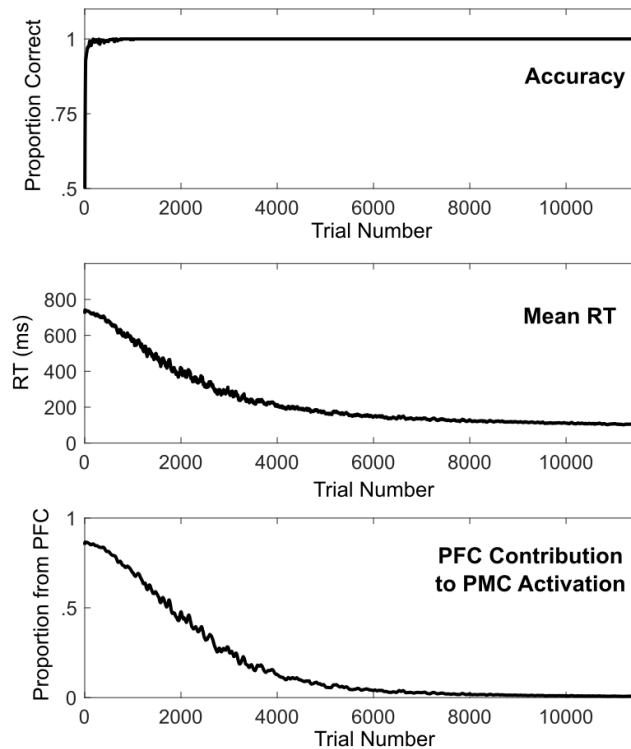 1
.75
.5
Proportion Correct
Accuracy
0 2000 4000 6000 8000 10000
Trial Number
800
600
400
200
0
RT (ms)
Mean RT
0 2000 4000 6000 8000 10000
Trial Number
1
.5
0
Proportion from PFC
PFC Contribution
to PMC Activation
0 2000 4000 6000 8000 10000
Trial Number